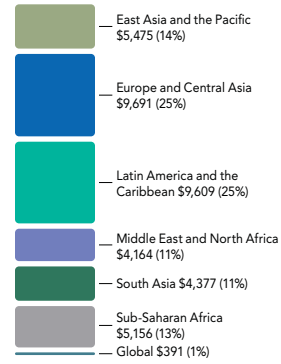 East Asia and the Pacific
$5,475 (14%)
Europe and Central Asia
$9,691 (25%)
Latin America and the
Caribbean $9,609 (25%)
Middle East and North Africa
$4,164 (11%)
South Asia $4,377 (11%)
Sub-Saharan Africa
$5,156 (13%)
Global $391 (1%)